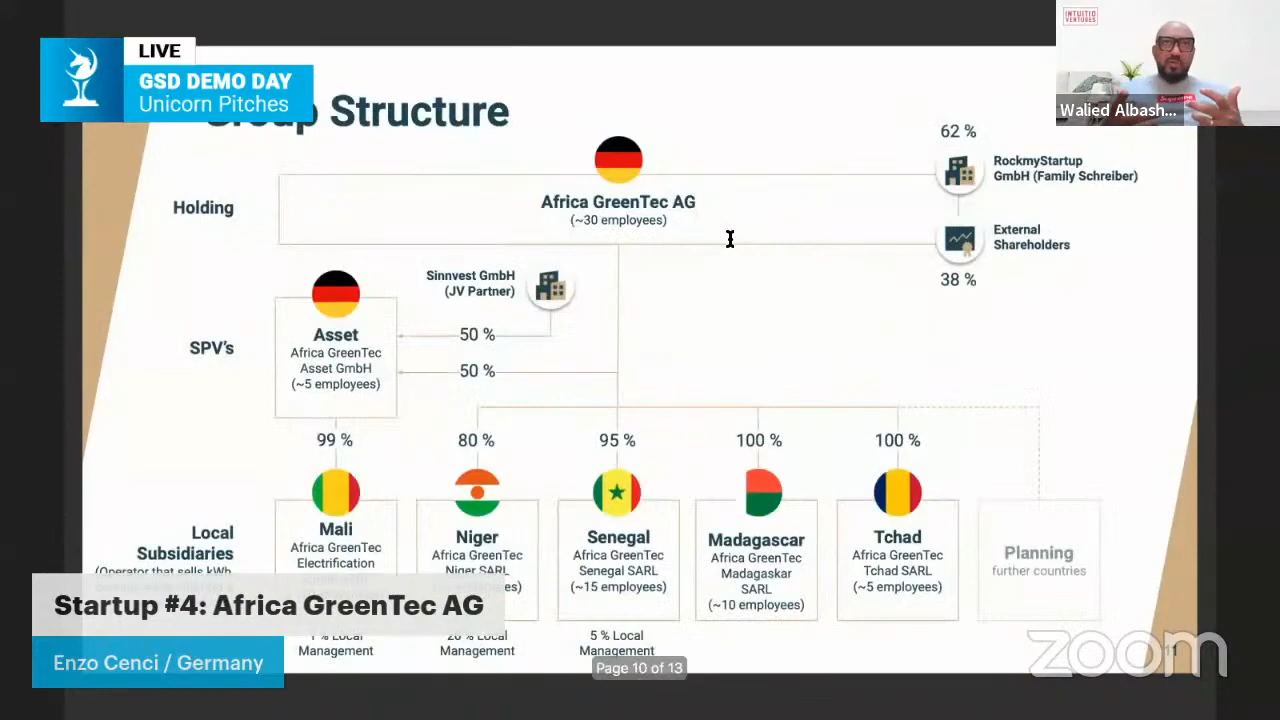 LIVE
GSD DEMO DAY
Unicorn Pitches
INTUITIO
VENTURES
Walied Albash...
Structure
Holding
Africa GreenTec AG
(~30 employees)
62 %
RockmyStartup
GmbH (Family Schreiber)
External
Shareholders
38 %
Sinnvest GmbH
(JV Partner)
SPV's
Asset
Africa GreenTec
Asset GmbH
(~5 employees)
50 %
50 %
99 %
80 %
95 %
100 %
100 %
Local
Subsidiaries
(Operator that sells kWh,
Mali
Africa GreenTec
Electrification
Niger
Africa GreenTec
Niger SARL
Senegal
Africa GreenTec
Senegal SARL
(~15 employees)
Madagascar
Africa GreenTec
Madagaskar
SARL
(~10 employees)
Tchad
Africa GreenTec
Tchad SARL
(~5 employees)
Planning
further countries
Startup #4: Africa GreenTec AG
Enzo Cenci / Germany
1 % Local
Management
20 % Local
Management
5 % Local
Management
Page 10 of 13
zoom
11